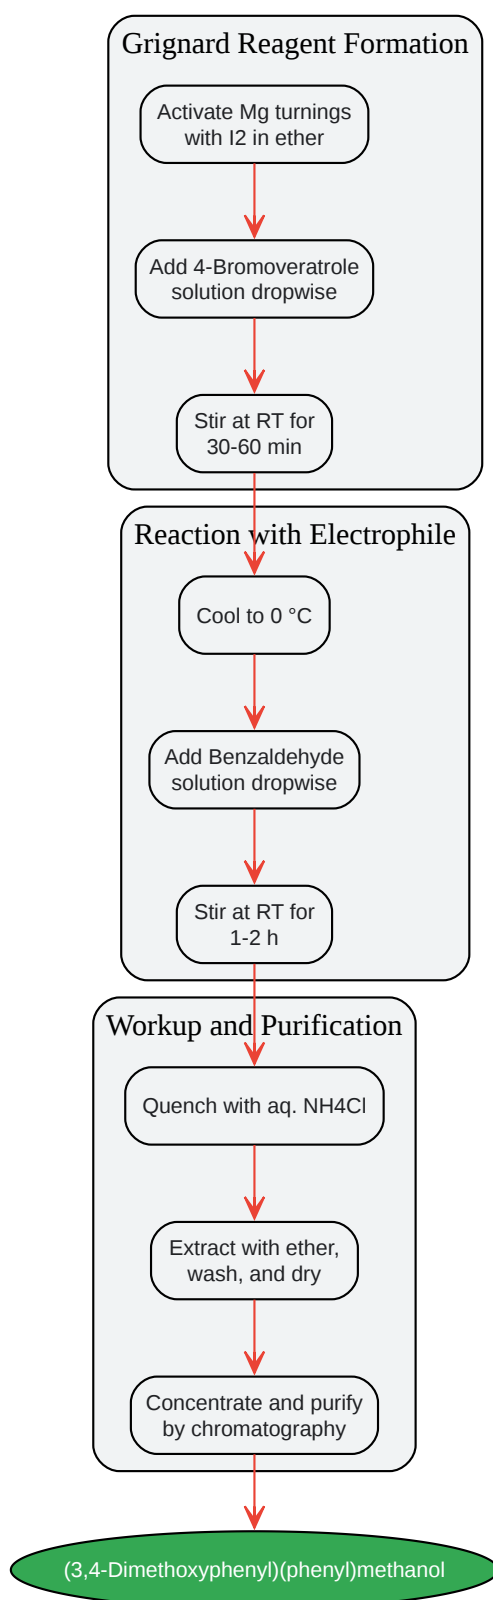 Grignard Reagent Formation
Activate Mg turnings
with I2 in ether
Add 4-Bromoveratrole
solution dropwise
Stir at RT for
30-60 min
Reaction with Electrophile
Cool to 0 °C
Add Benzaldehyde
solution dropwise
Stir at RT for
1-2 h
Workup and Purification
Quench with aq. NH4Cl
Extract with ether,
wash, and dry
Concentrate and purify
by chromatography
(3,4-Dimethoxyphenyl)(phenyl)methanol